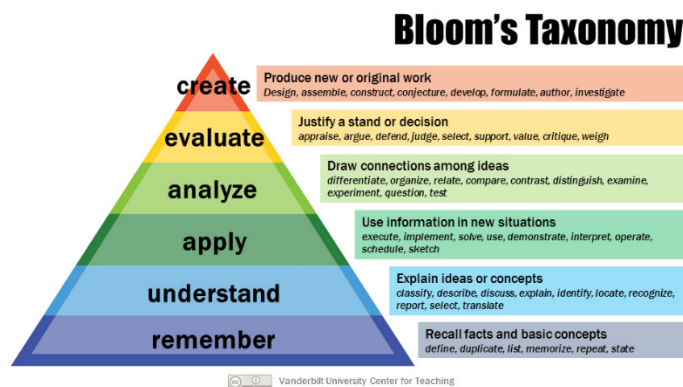 Bloom's Taxonomy
create
Produce new or original work
Design, assemble, construct, conjecture, develop, formulate, author, investigate
evaluate
Justify a stand or decision
appraise, argue, defend, judge, select, support, value, critique, weigh
analyze
Draw connections among ideas
differentiate, organize, relate, compare, contrast, distinguish, examine,
experiment, question, test
apply
Use information in new situations
execute, implement, solve, use, demonstrate, interpret, operate,
schedule, sketch
understand
Explain ideas or concepts
classify, describe, discuss, explain, identify, locate, recognize,
report, select, translate
remember
Recall facts and basic concepts
define, duplicate, list, memorize, repeat, state
cc Vanderbilt University Center for Teaching